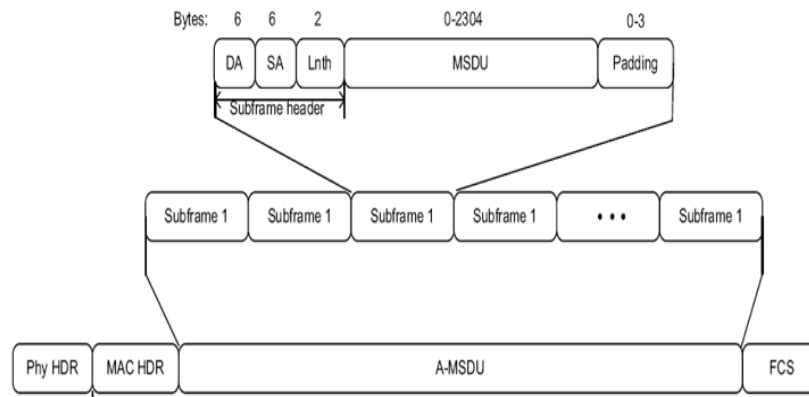 Bytes: 6 6 2 0-2304 0-3
DA SA Lnth MSDU Padding
Subframe header
Subframe 1 Subframe 1 Subframe 1 Subframe 1 • • • Subframe 1
Phy HDR MAC HDR A-MSDU FCS